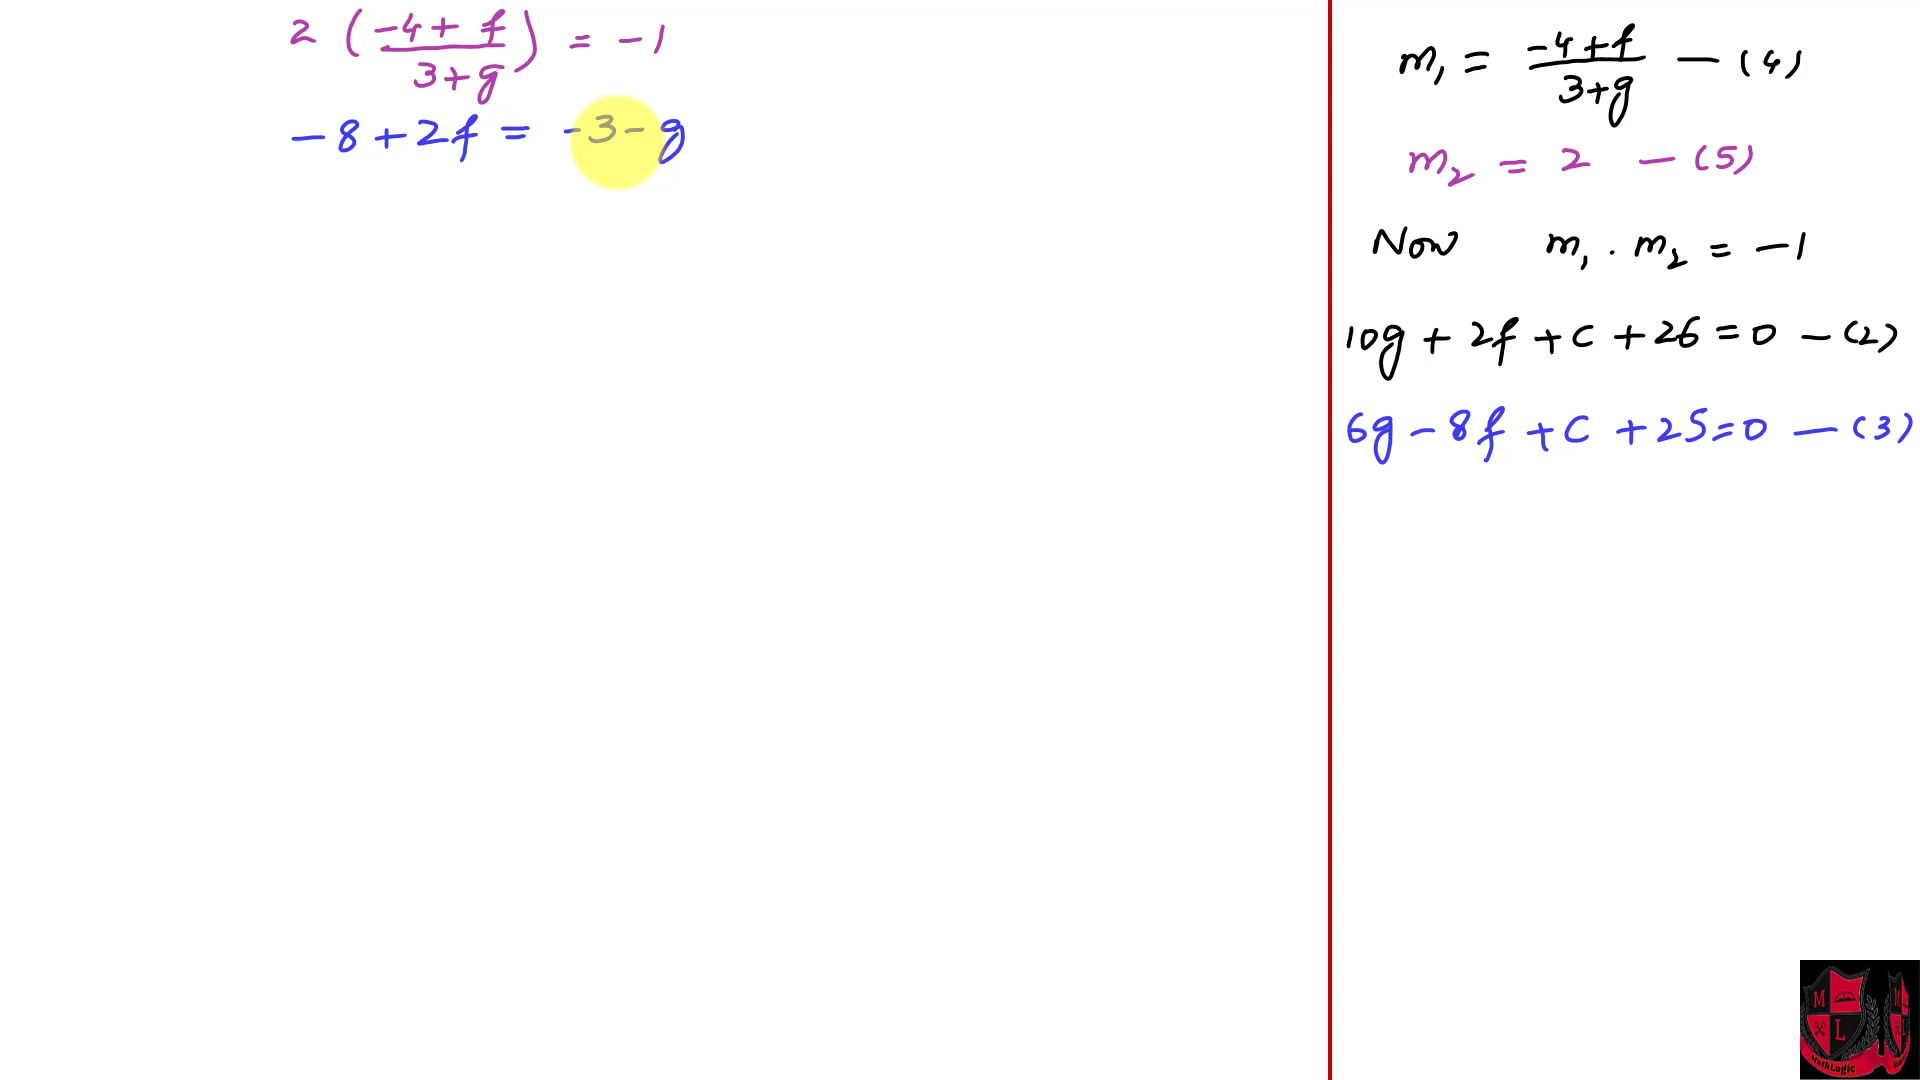 2 (-4 + f / 3 + g) = -1
-8 + 2f = -3 - g
m₁ = -4 + f / 3 + g — (4)
m₂ = 2 — (5)
Now m₁ . m₂ = -1
10g + 2f + c + 26 = 0 — (2)
6g - 8f + c + 25 = 0 — (3)
M
L
MathLogic